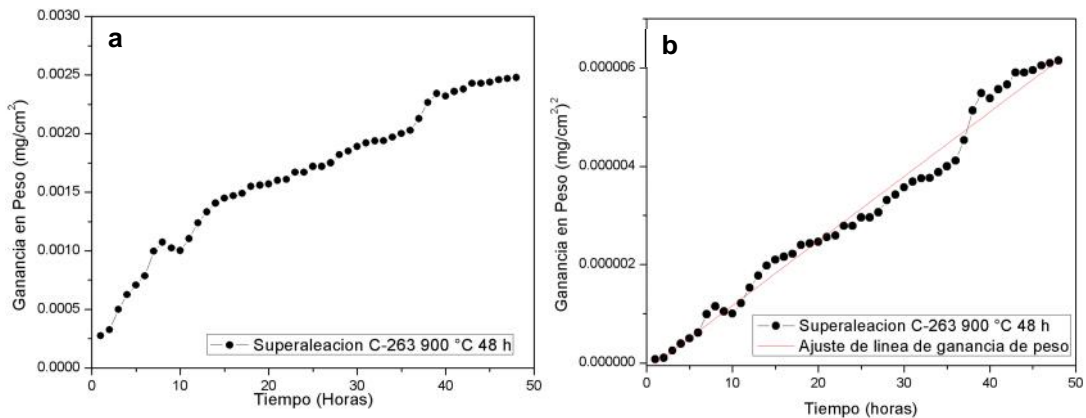 a
Ganancia en Peso (mg/cm²)
0.0030
0.0025
0.0020
0.0015
0.0010
0.0005
0.0000
0 10 20 30 40 50
Tiempo (Horas)
Superaleacion C-263 900 °C 48 h
b
Ganancia en Peso (mg/cm²)²
0.000006
0.000004
0.000002
0.000000
0 10 20 30 40 50
Tiempo (horas)
Superaleacion C-263 900 °C 48 h
Ajuste de linea de ganancia de peso